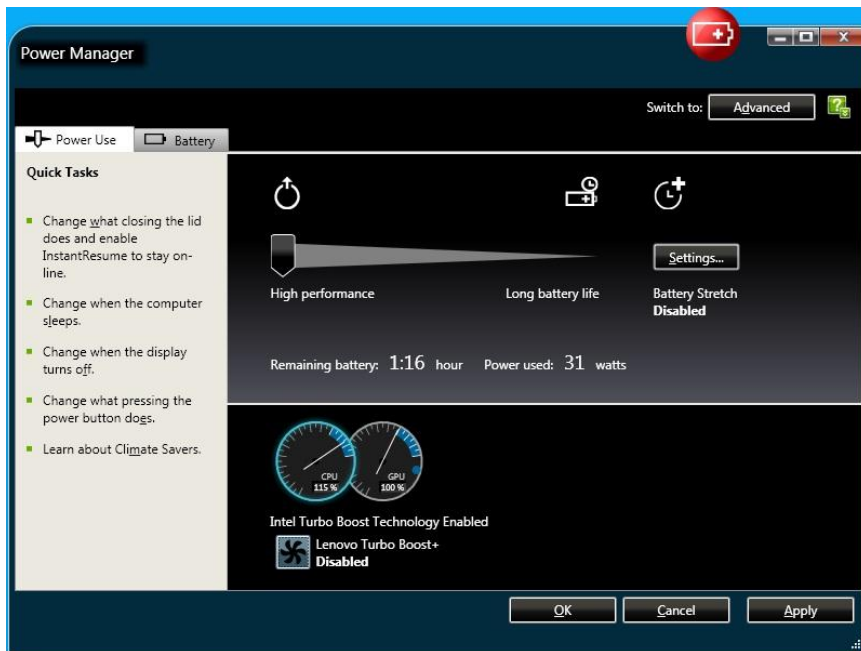 Power Manager
Switch to: Advanced
Power Use
Battery
Quick Tasks
Change what closing the lid
does and enable
InstantResume to stay on-
line.
Change when the computer
sleeps.
Change when the display
turns off.
Change what pressing the
power button does.
Learn about Climate Savers.
Settings...
High performance
Long battery life
Battery Stretch
Disabled
Remaining battery: 1:16 hour Power used: 31 watts
CPU
115 %
GPU
100 %
Intel Turbo Boost Technology Enabled
Lenovo Turbo Boost+
Disabled
OK
Cancel
Apply